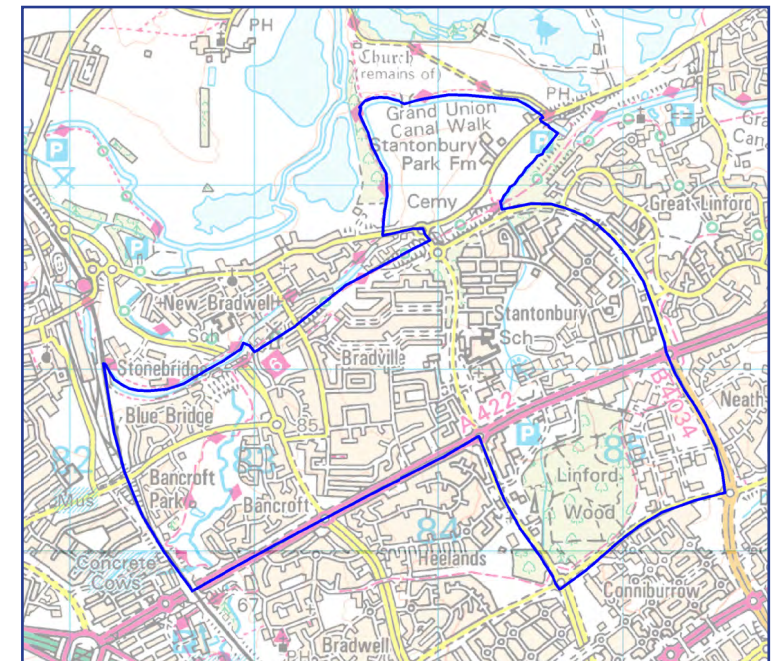 PH
Church
(remains of)
PH
Grand Union
Canal Walk
Stantonbury
Park Fm
P
P
P
Cemy
Great Linford
P
New Bradwell
Sch
Stantonbury
Sch
Stonebridge
6
Bradville
Blue Bridge
A 422
B4034
Neath
85
P
82
83
85
Mus
Bancroft
Park
Bancroft
Linford
Wood
84
Heelands
Concrete
Cows
Conniburrow
67
Bradwell
PH